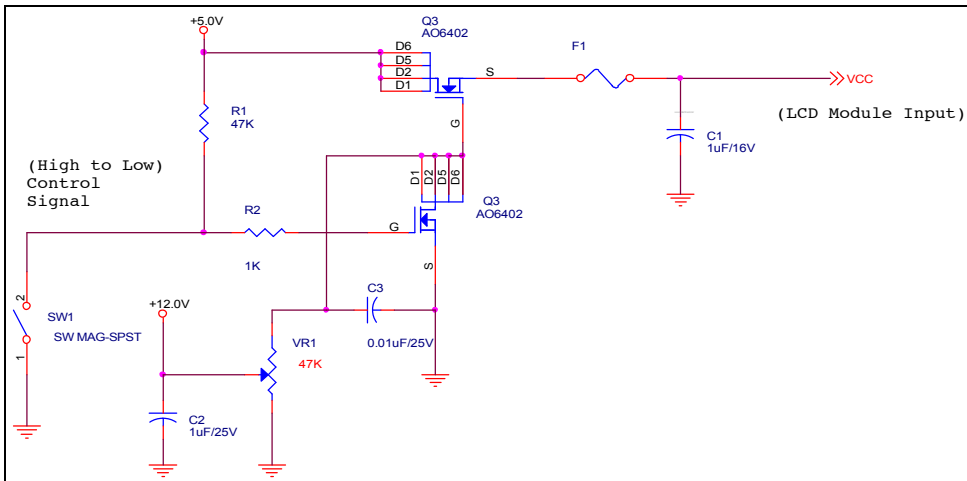 +5.0V
Q3
AO6402
D6
D5
D2
D1
S
G
F1
VCC
(LCD Module Input)
R1
47K
C1
1uF/16V
(High to Low)
Control
Signal
D1
D2
D5
D6
Q3
AO6402
R2
1K
G
S
2
1
SW1
SW MAG-SPST
+12.0V
C3
0.01uF/25V
VR1
47K
C2
1uF/25V